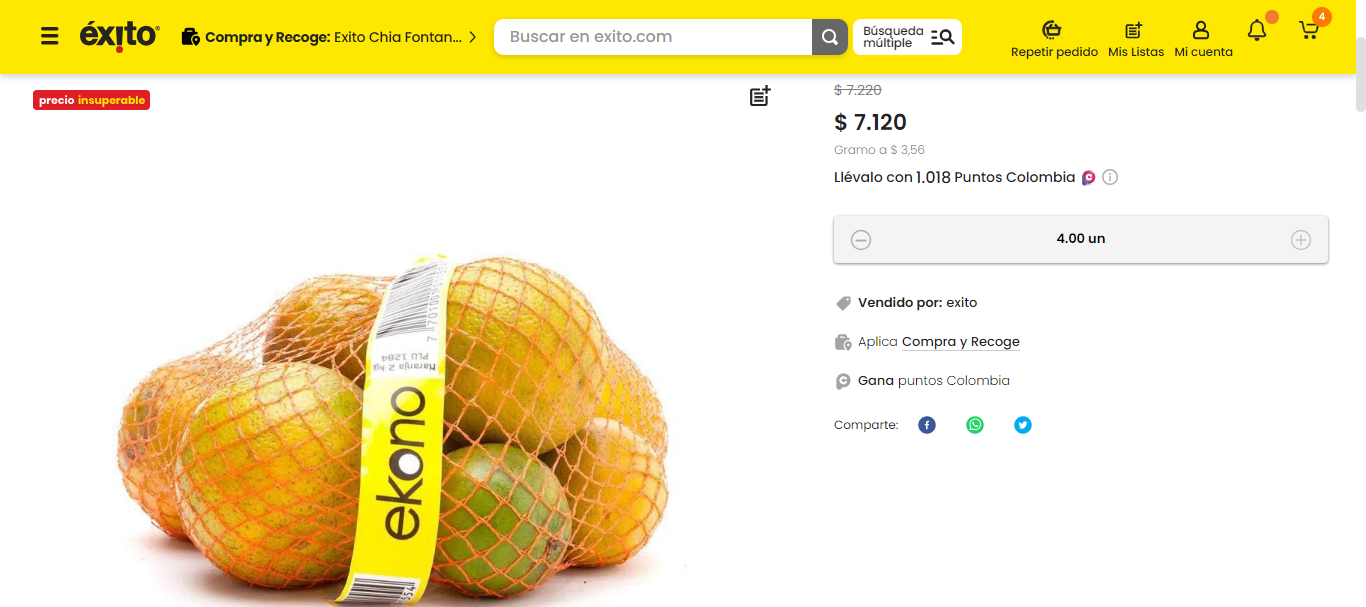 éxito
Compra y Recoge: Exito Chia Fontan...
Buscar en exito.com
Búsqueda
múltiple
Repetir pedido
Mis Listas
Mi cuenta
4
precio insuperable
$ 7.220
$ 7.120
Gramo a $ 3,56
Llévalo con 1.018 Puntos Colombia
4.00 un
Vendido por: exito
Aplica Compra y Recoge
Gana puntos Colombia
Comparte:
Naranja 2 kg
PLU 1284
ekono